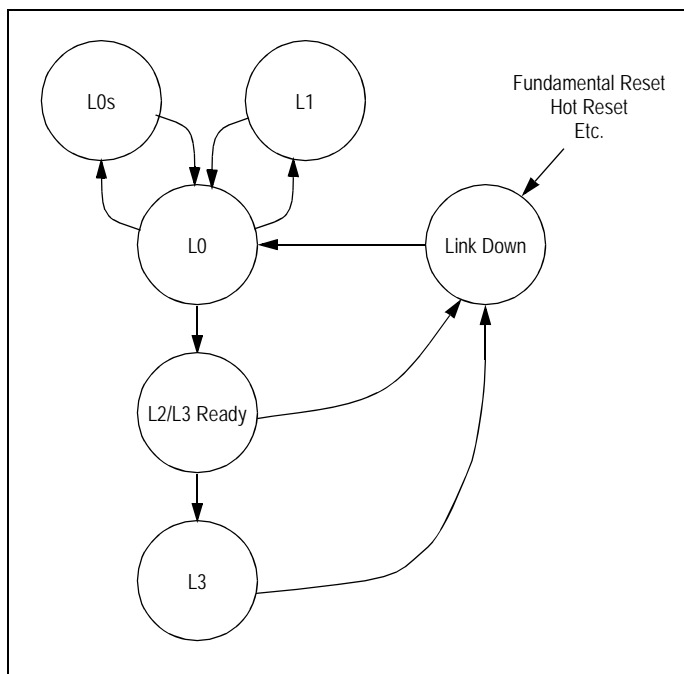 L0s
L1
Fundamental Reset
Hot Reset
Etc.
L0
Link Down
L2/L3 Ready
L3